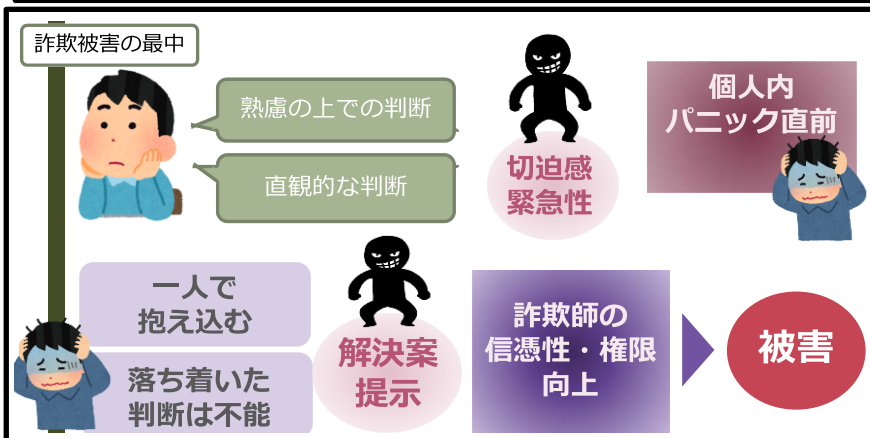 詐欺被害の最中
熟慮の上での判断
直観的な判断
切迫感
緊急性
個人内
パニック直前
一人で
抱え込む
落ち着いた
判断は不能
解決案
提示
詐欺師の
信憑性・権限
向上
被害